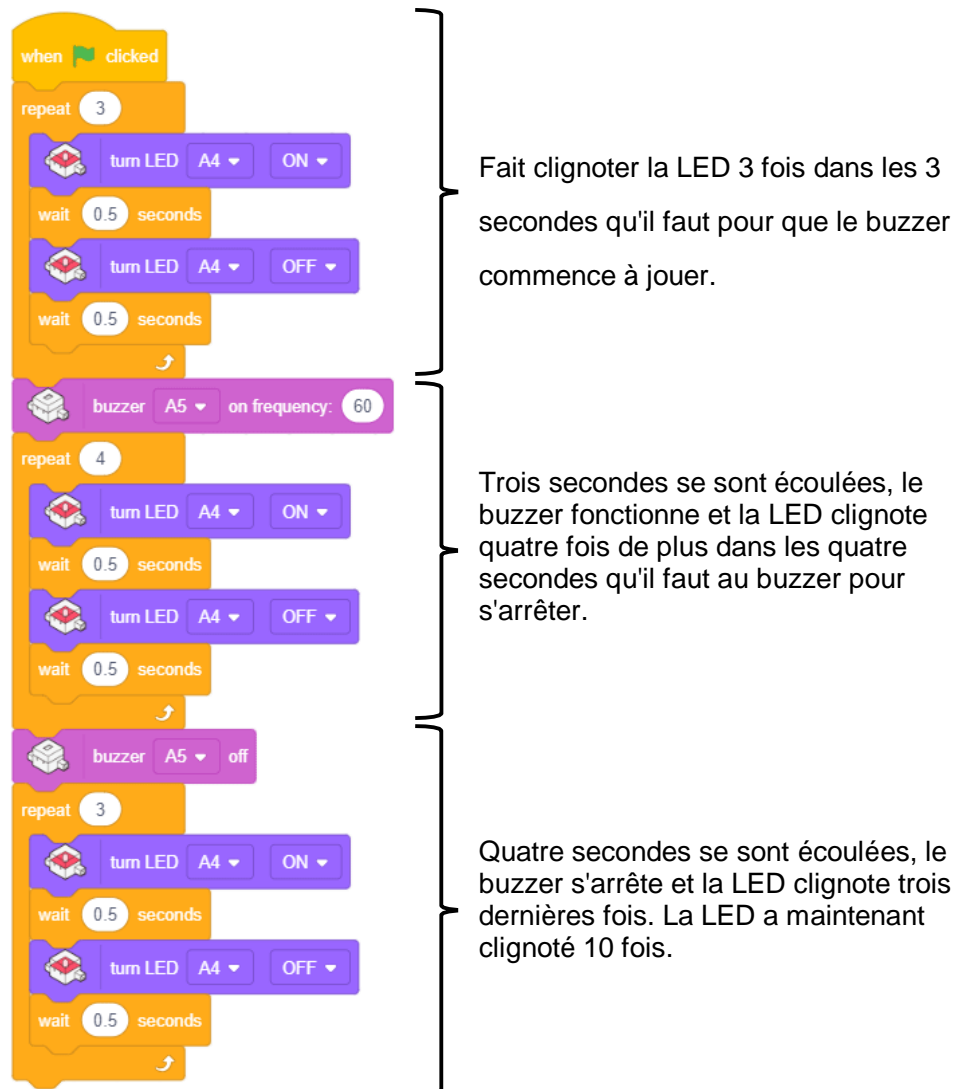 when clicked
repeat 3
turn LED A4 ON
wait 0.5 seconds
turn LED A4 OFF
wait 0.5 seconds
Fait clignoter la LED 3 fois dans les 3
secondes qu'il faut pour que le buzzer
commence à jouer.
buzzer A5 on frequency: 60
repeat 4
turn LED A4 ON
wait 0.5 seconds
turn LED A4 OFF
wait 0.5 seconds
Trois secondes se sont écoulées, le
buzzer fonctionne et la LED clignote
quatre fois de plus dans les quatre
secondes qu'il faut au buzzer pour
s'arrêter.
buzzer A5 off
repeat 3
turn LED A4 ON
wait 0.5 seconds
turn LED A4 OFF
wait 0.5 seconds
Quatre secondes se sont écoulées, le
buzzer s'arrête et la LED clignote trois
dernières fois. La LED a maintenant
clignoté 10 fois.